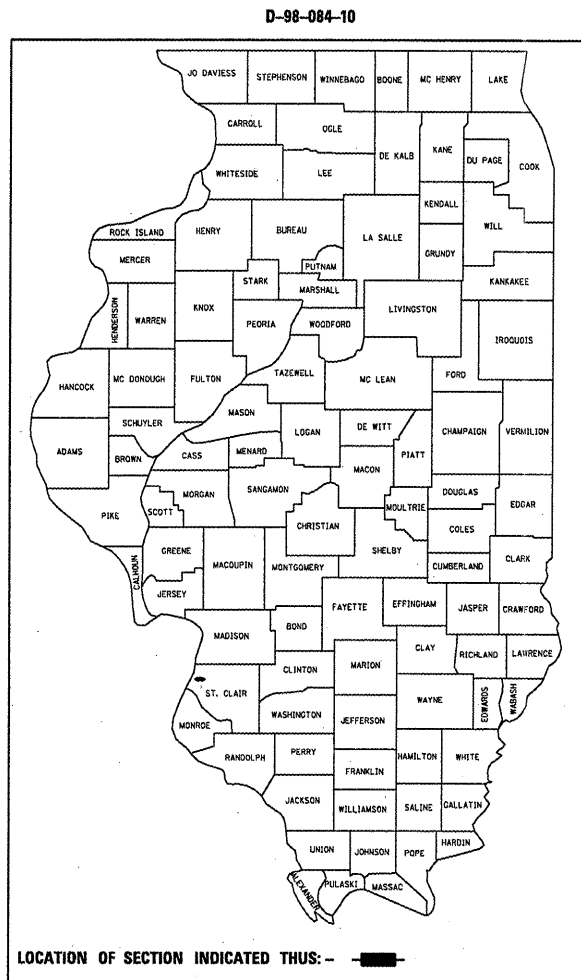 D-98-084-10
JO DAVIESS STEPHENSON WINNEBAGO BOONE MC HENRY LAKE
CARROLL OGLE DE KALB KANE DU PAGE COOK
WHITESIDE LEE
KENDALL
ROCK ISLAND HENRY BUREAU LA SALLE GRUNDY WILL
MERCER PUTNAM
STARK MARSHALL KANKAKEE
HENDERSON WARREN KNOX PEORIA WOODFORD LIVINGSTON IROQUOIS
HANCOCK MC DONOUGH FULTON TAZEWELL MC LEAN FORD
MASON
SCHUYLER LOGAN DE WITT CHAMPAIGN VERMILION
ADAMS BROWN CASS MENARD MACON PIATT
MORGAN SANGAMON DOUGLAS
PIKE SCOTT CHRISTIAN MOULTRIE COLES EDGAR
CALHOUN GREENE MACOUPIN MONTGOMERY SHELBY CUMBERLAND CLARK
JERSEY
MADISON BOND FAYETTE EFFINGHAM JASPER CRAWFORD
CLINTON MARION CLAY RICHLAND LAWRENCE
ST. CLAIR WAYNE EDWARDS WABASH
MONROE WASHINGTON JEFFERSON
RANDOLPH PERRY HAMILTON WHITE
FRANKLIN
JACKSON WILLIAMSON SALINE GALLATIN
UNION JOHNSON POPE HARDIN
ALEXANDER PULASKI MASSAC
LOCATION OF SECTION INDICATED THUS: -